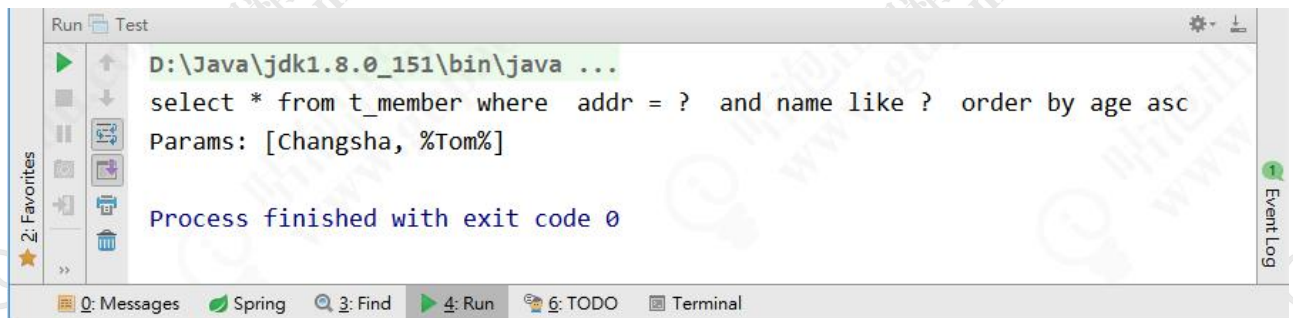 Run Test
D:\Java\jdk1.8.0_151\bin\java ...
select * from t_member where  addr = ?  and name like ?  order by age asc
Params: [Changsha, %Tom%]
Process finished with exit code 0
2: Favorites
1
Event Log
0: Messages Spring 3: Find 4: Run 6: TODO Terminal